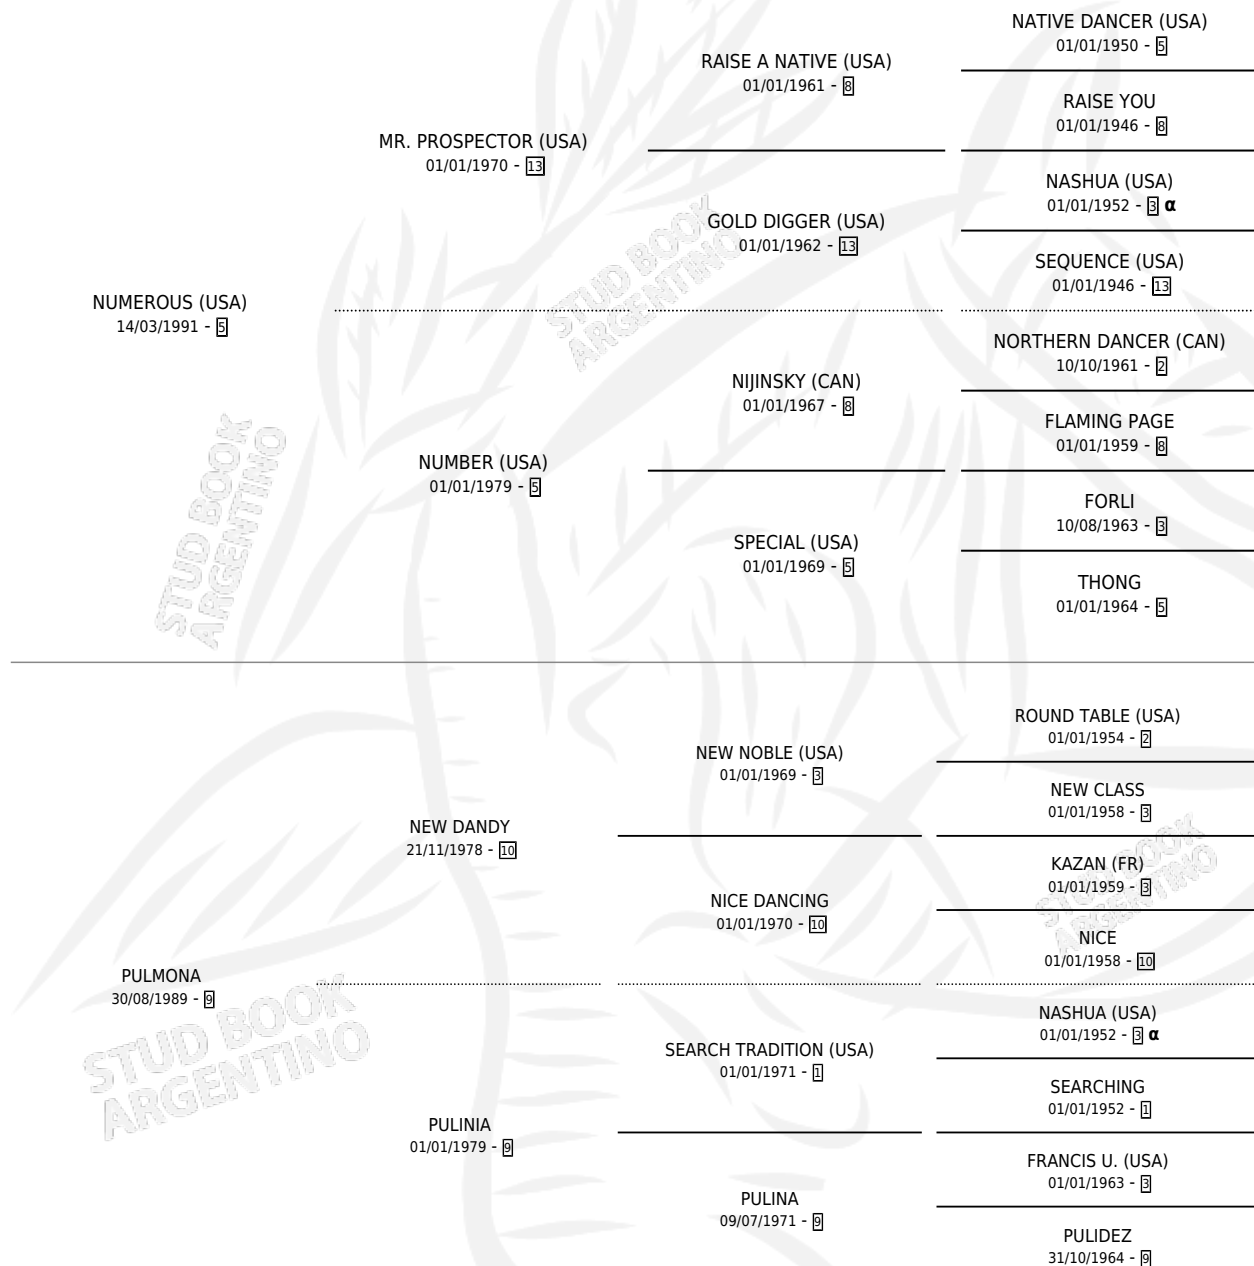 NATIVE DANCER (USA)
01/01/1950 - 5
RAISE A NATIVE (USA)
01/01/1961 - 8
RAISE YOU
01/01/1946 - 8
MR. PROSPECTOR (USA)
01/01/1970 - 13
NASHUA (USA)
01/01/1952 - 3 α
GOLD DIGGER (USA)
01/01/1962 - 13
SEQUENCE (USA)
01/01/1946 - 13
NUMEROUS (USA)
14/03/1991 - 5
STUD BOOK
ARGENTINO
NORTHERN DANCER (CAN)
10/10/1961 - 2
NIJINSKY (CAN)
01/01/1967 - 8
FLAMING PAGE
01/01/1959 - 8
NUMBER (USA)
01/01/1979 - 5
STUD BOOK
ARGENTINO
FORLI
10/08/1963 - 3
SPECIAL (USA)
01/01/1969 - 5
THONG
01/01/1964 - 5
ROUND TABLE (USA)
01/01/1954 - 2
NEW NOBLE (USA)
01/01/1969 - 3
NEW CLASS
01/01/1958 - 3
NEW DANDY
21/11/1978 - 10
KAZAN (FR)
01/01/1959 - 3
STUD BOOK
ARGENTINO
NICE DANCING
01/01/1970 - 10
NICE
01/01/1958 - 10
PULMONA
30/08/1989 - 9
STUD BOOK
ARGENTINO
NASHUA (USA)
01/01/1952 - 3 α
SEARCH TRADITION (USA)
01/01/1971 - 1
SEARCHING
01/01/1952 - 1
PULINIA
01/01/1979 - 9
FRANCIS U. (USA)
01/01/1963 - 3
PULINA
09/07/1971 - 9
PULIDEZ
31/10/1964 - 9